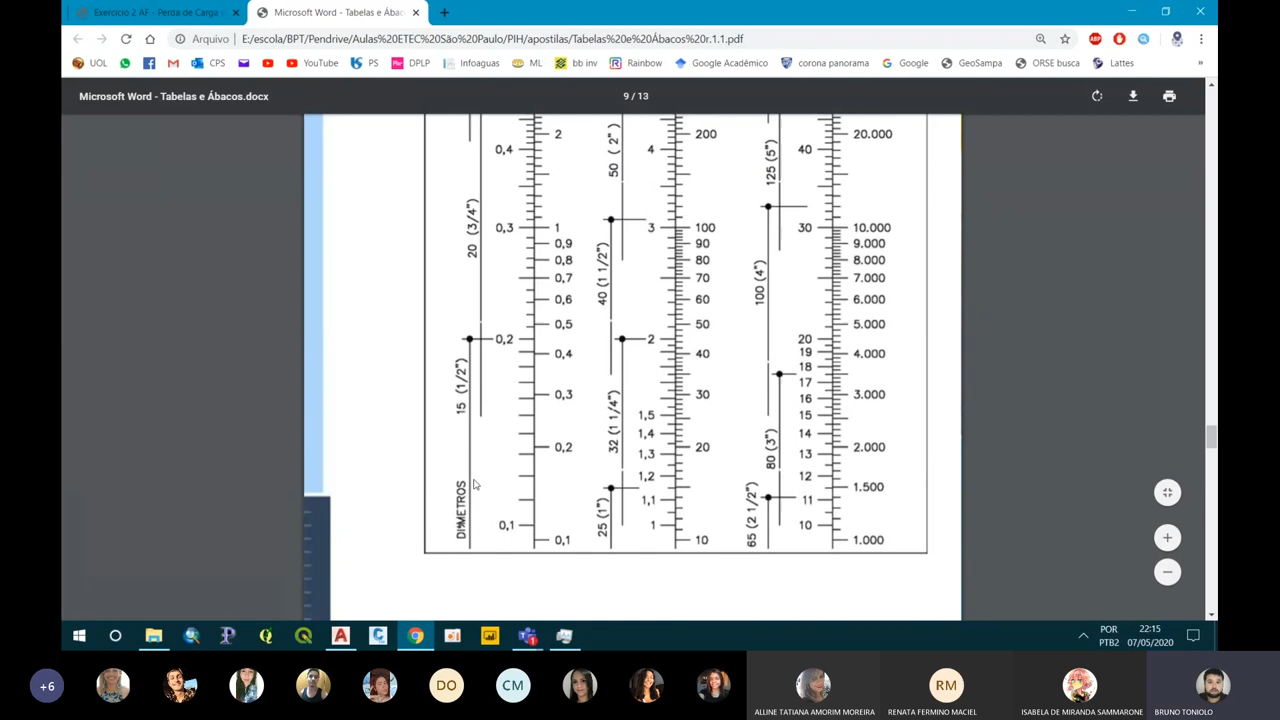 Exercicio 2 AF - Perda de Carga
Microsoft Word - Tabelas e Ába
Arquivo
E:/escola/BPT/Pendrive/Aulas%20ETEC%20São%20Paulo/PIH/apostilas/Tabelas%20e%20Ábacos%20r.1.1.pdf
UOL
CPS
YouTube
PS
DPLP
Infoaguas
ML
bb inv
Rainbow
Google Acadêmico
corona panorama
Google
GeoSampa
ORSE busca
Lattes
Microsoft Word - Tabelas e Ábacos.docx
9 / 13
2
50 ( 2")
200
125 (5")
20.000
0,4
4
40
20 (3/4")
0,3
1
3
100
30
10.000
0,9
90
9.000
0,8
40 (1 1/2")
80
100 (4")
8.000
0,7
70
7.000
0,6
60
6.000
0,5
50
5.000
0,2
2
20
0,4
40
19
4.000
18
15 (1/2")
17
0,3
30
16
3.000
1,5
15
32 (1 1/4")
1,4
14
0,2
1,3
20
80 (3")
13
2.000
1,2
12
1.500
DIÂMETROS
25 (1")
1,1
65 (2 1/2")
11
0,1
1
10
0,1
10
1.000
POR
PTB2
22:15
07/05/2020
+6
DO
CM
RM
ALLINE TATIANA AMORIM MOREIRA
RENATA FERMINO MACIEL
ISABELA DE MIRANDA SAMMARONE
BRUNO TONIOLO